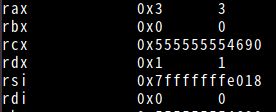 rax 0x3 3
rbx 0x0 0
rcx 0x555555554690
rdx 0x1 1
rsi 0x7fffffffe018
rdi 0x0 0